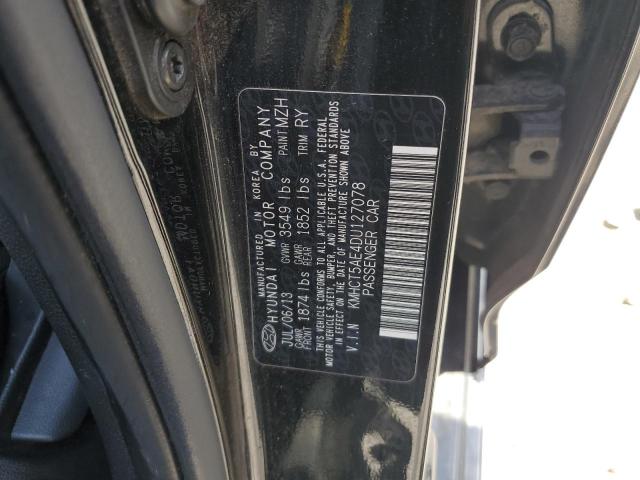 MANUFACTURED IN KOREA BY
HYUNDAI MOTOR COMPANY
JUL/06/13 GVWR 3549 lbs PAINT MZH
GAWR FRONT 1874 lbs GAWR REAR 1852 lbs TRIM RY
THIS VEHICLE CONFORMS TO ALL APPLICABLE U.S.A. FEDERAL
MOTOR VEHICLE SAFETY, BUMPER, AND THEFT PREVENTION STANDARDS
IN EFFECT ON THE DATE OF MANUFACTURE SHOWN ABOVE
V.I.N KMHCT5AE4DU127078
PASSENGER CAR